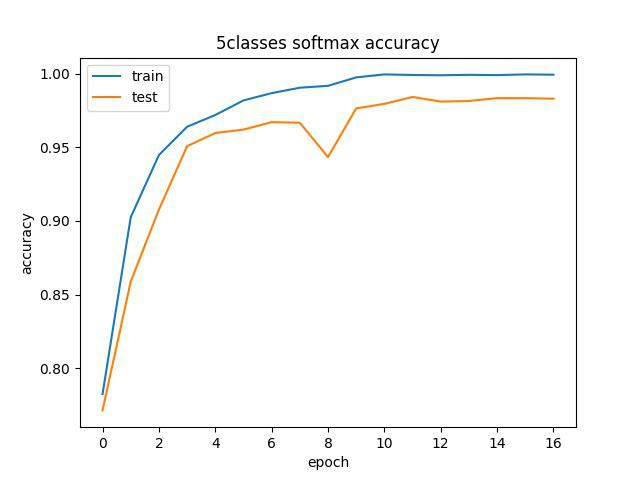 5classes softmax accuracy
train
test
1.00
0.95
0.90
0.85
0.80
accuracy
0 2 4 6 8 10 12 14 16
epoch